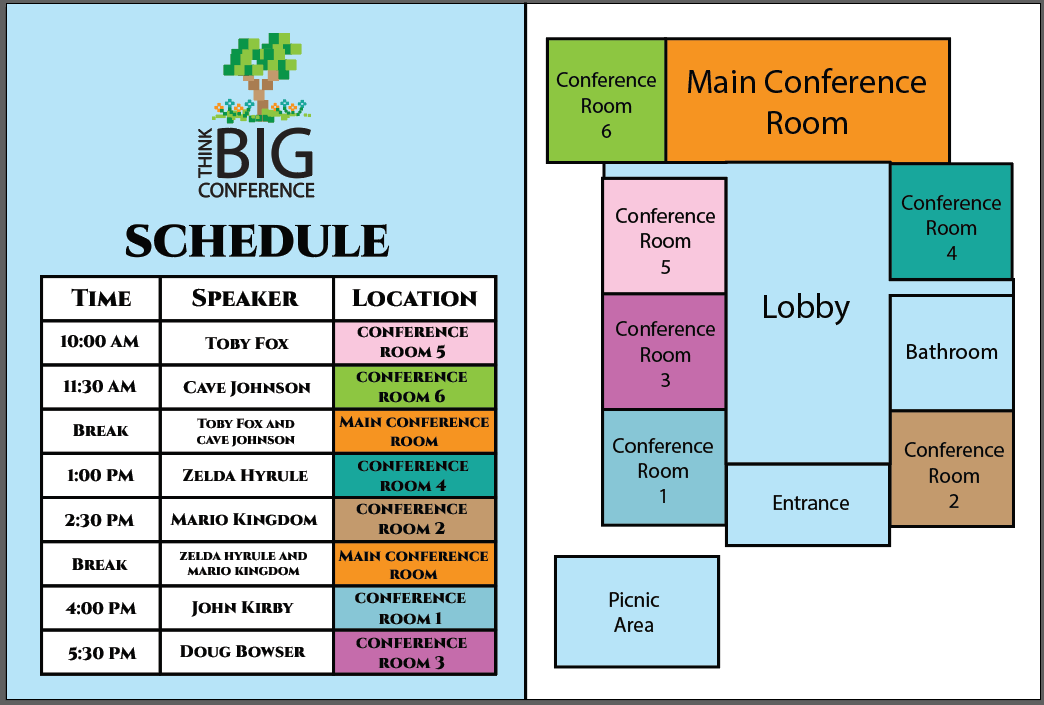 THINK
BIG
CONFERENCE
SCHEDULE
TIME SPEAKER LOCATION
10:00 AM TOBY FOX CONFERENCE
ROOM 5
11:30 AM CAVE JOHNSON CONFERENCE
ROOM 6
BREAK TOBY FOX AND
CAVE JOHNSON MAIN CONFERENCE
ROOM
1:00 PM ZELDA HYRULE CONFERENCE
ROOM 4
2:30 PM MARIO KINGDOM CONFERENCE
ROOM 2
BREAK ZELDA HYRULE AND
MARIO KINGDOM MAIN CONFERENCE
ROOM
4:00 PM JOHN KIRBY CONFERENCE
ROOM 1
5:30 PM DOUG BOWSER CONFERENCE
ROOM 3
Conference
Room
6
Main Conference
Room
Conference
Room
5
Conference
Room
4
Lobby
Conference
Room
3
Bathroom
Conference
Room
1
Conference
Room
2
Entrance
Picnic
Area